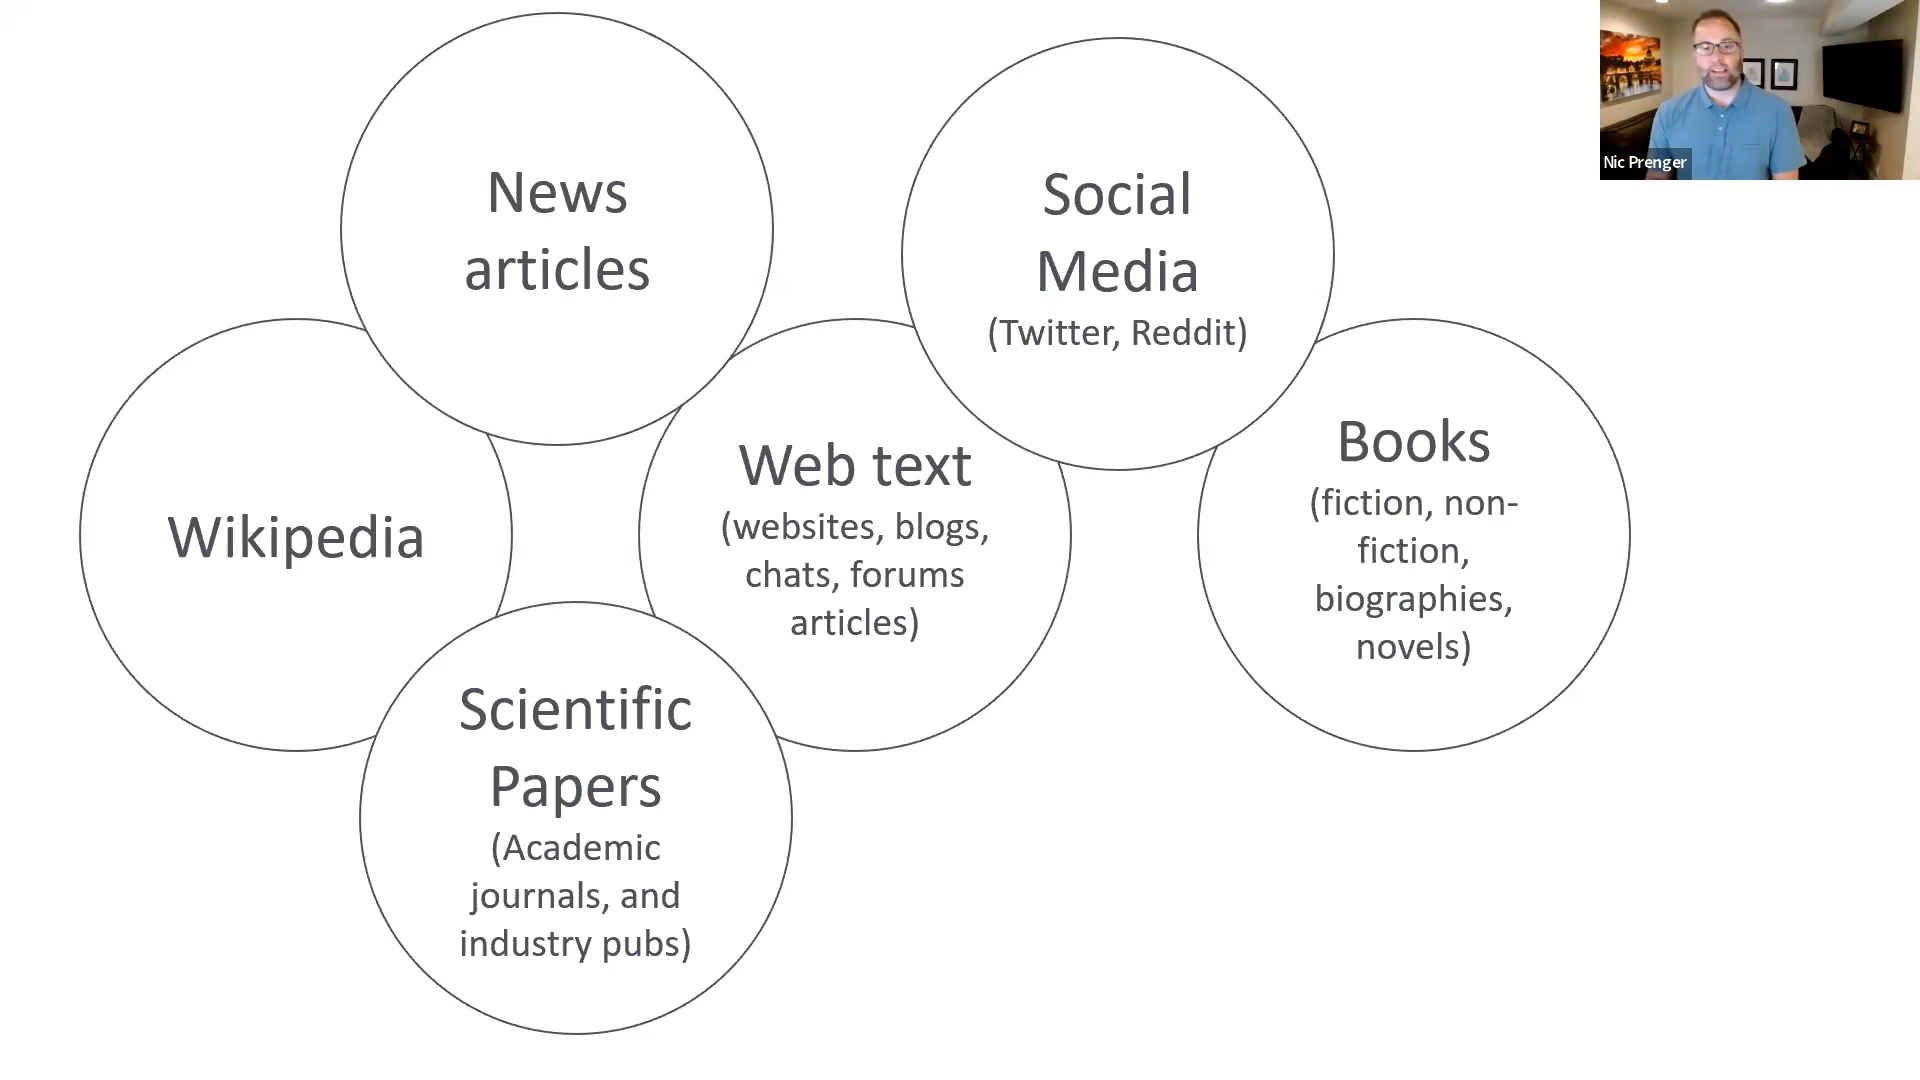 News
articles
Social
Media
(Twitter, Reddit)
Nic Prenger
Wikipedia
Web text
(websites, blogs,
chats, forums
articles)
Books
(fiction, non-
fiction,
biographies,
novels)
Scientific
Papers
(Academic
journals, and
industry pubs)